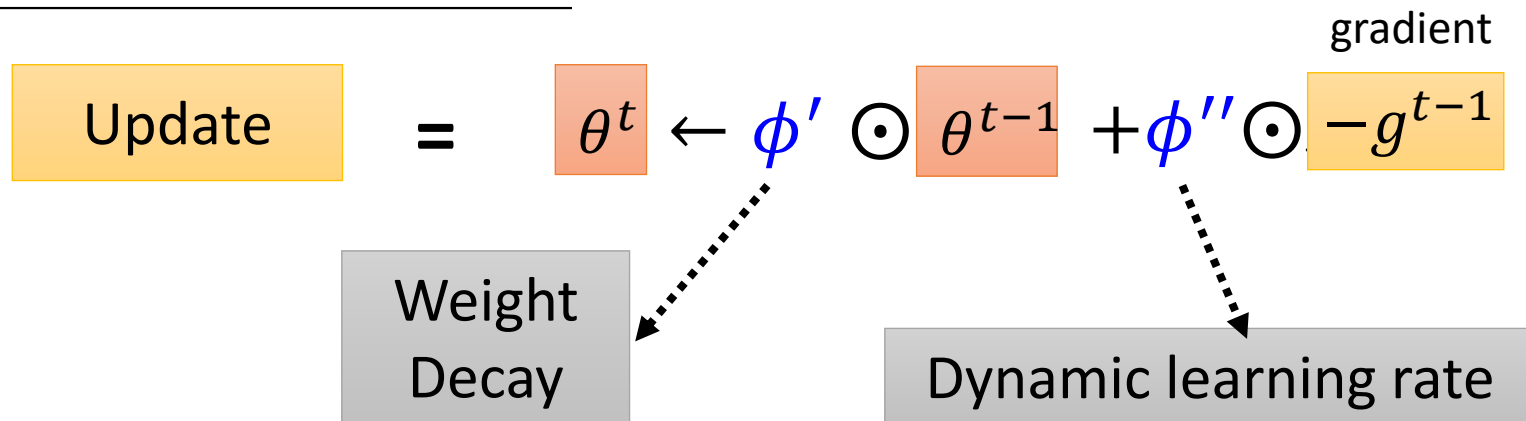 gradient
Update = θ^t ← ϕ′ ⊙ θ^{t−1} +ϕ′′⊙ −g^{t−1}
Weight
Decay
Dynamic learning rate